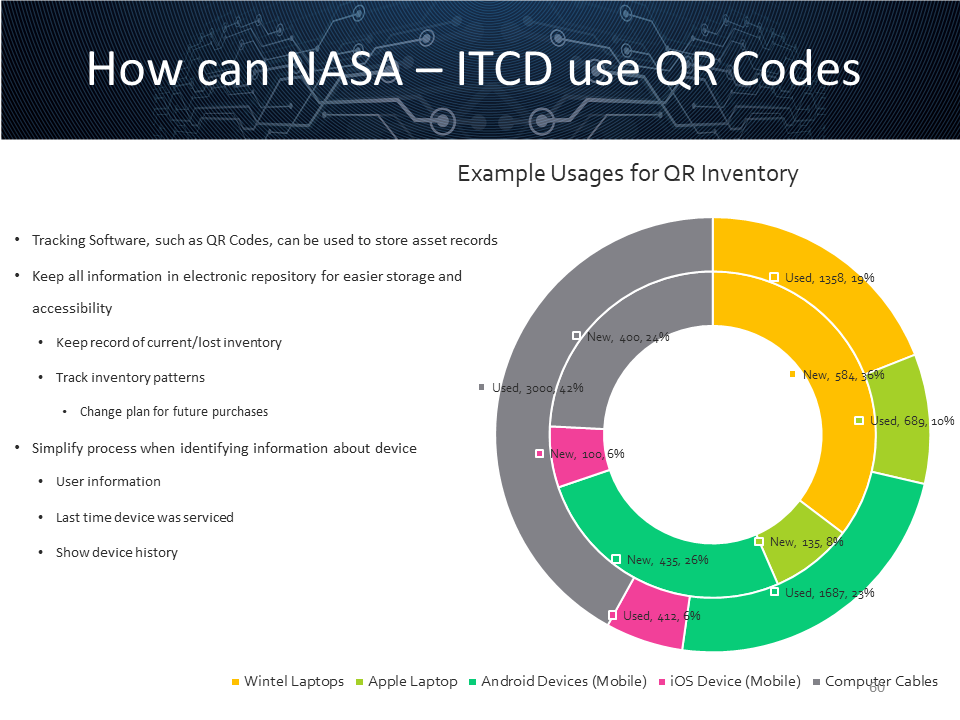 How can NASA – ITCD use QR Codes
Example Usages for QR Inventory
• Tracking Software, such as QR Codes, can be used to store asset records
• Keep all information in electronic repository for easier storage and
accessibility
• Keep record of current/lost inventory
• Track inventory patterns
• Change plan for future purchases
• Simplify process when identifying information about device
• User information
• Last time device was serviced
• Show device history
Used, 1358, 19%
New, 400, 24%
New, 584, 36%
Used, 3000, 42%
Used, 689, 10%
New, 100, 6%
New, 135, 8%
New, 435, 26%
Used, 1687, 23%
Used, 412, 6%
Wintel Laptops Apple Laptop Android Devices (Mobile) iOS Device (Mobile) Computer Cables
60